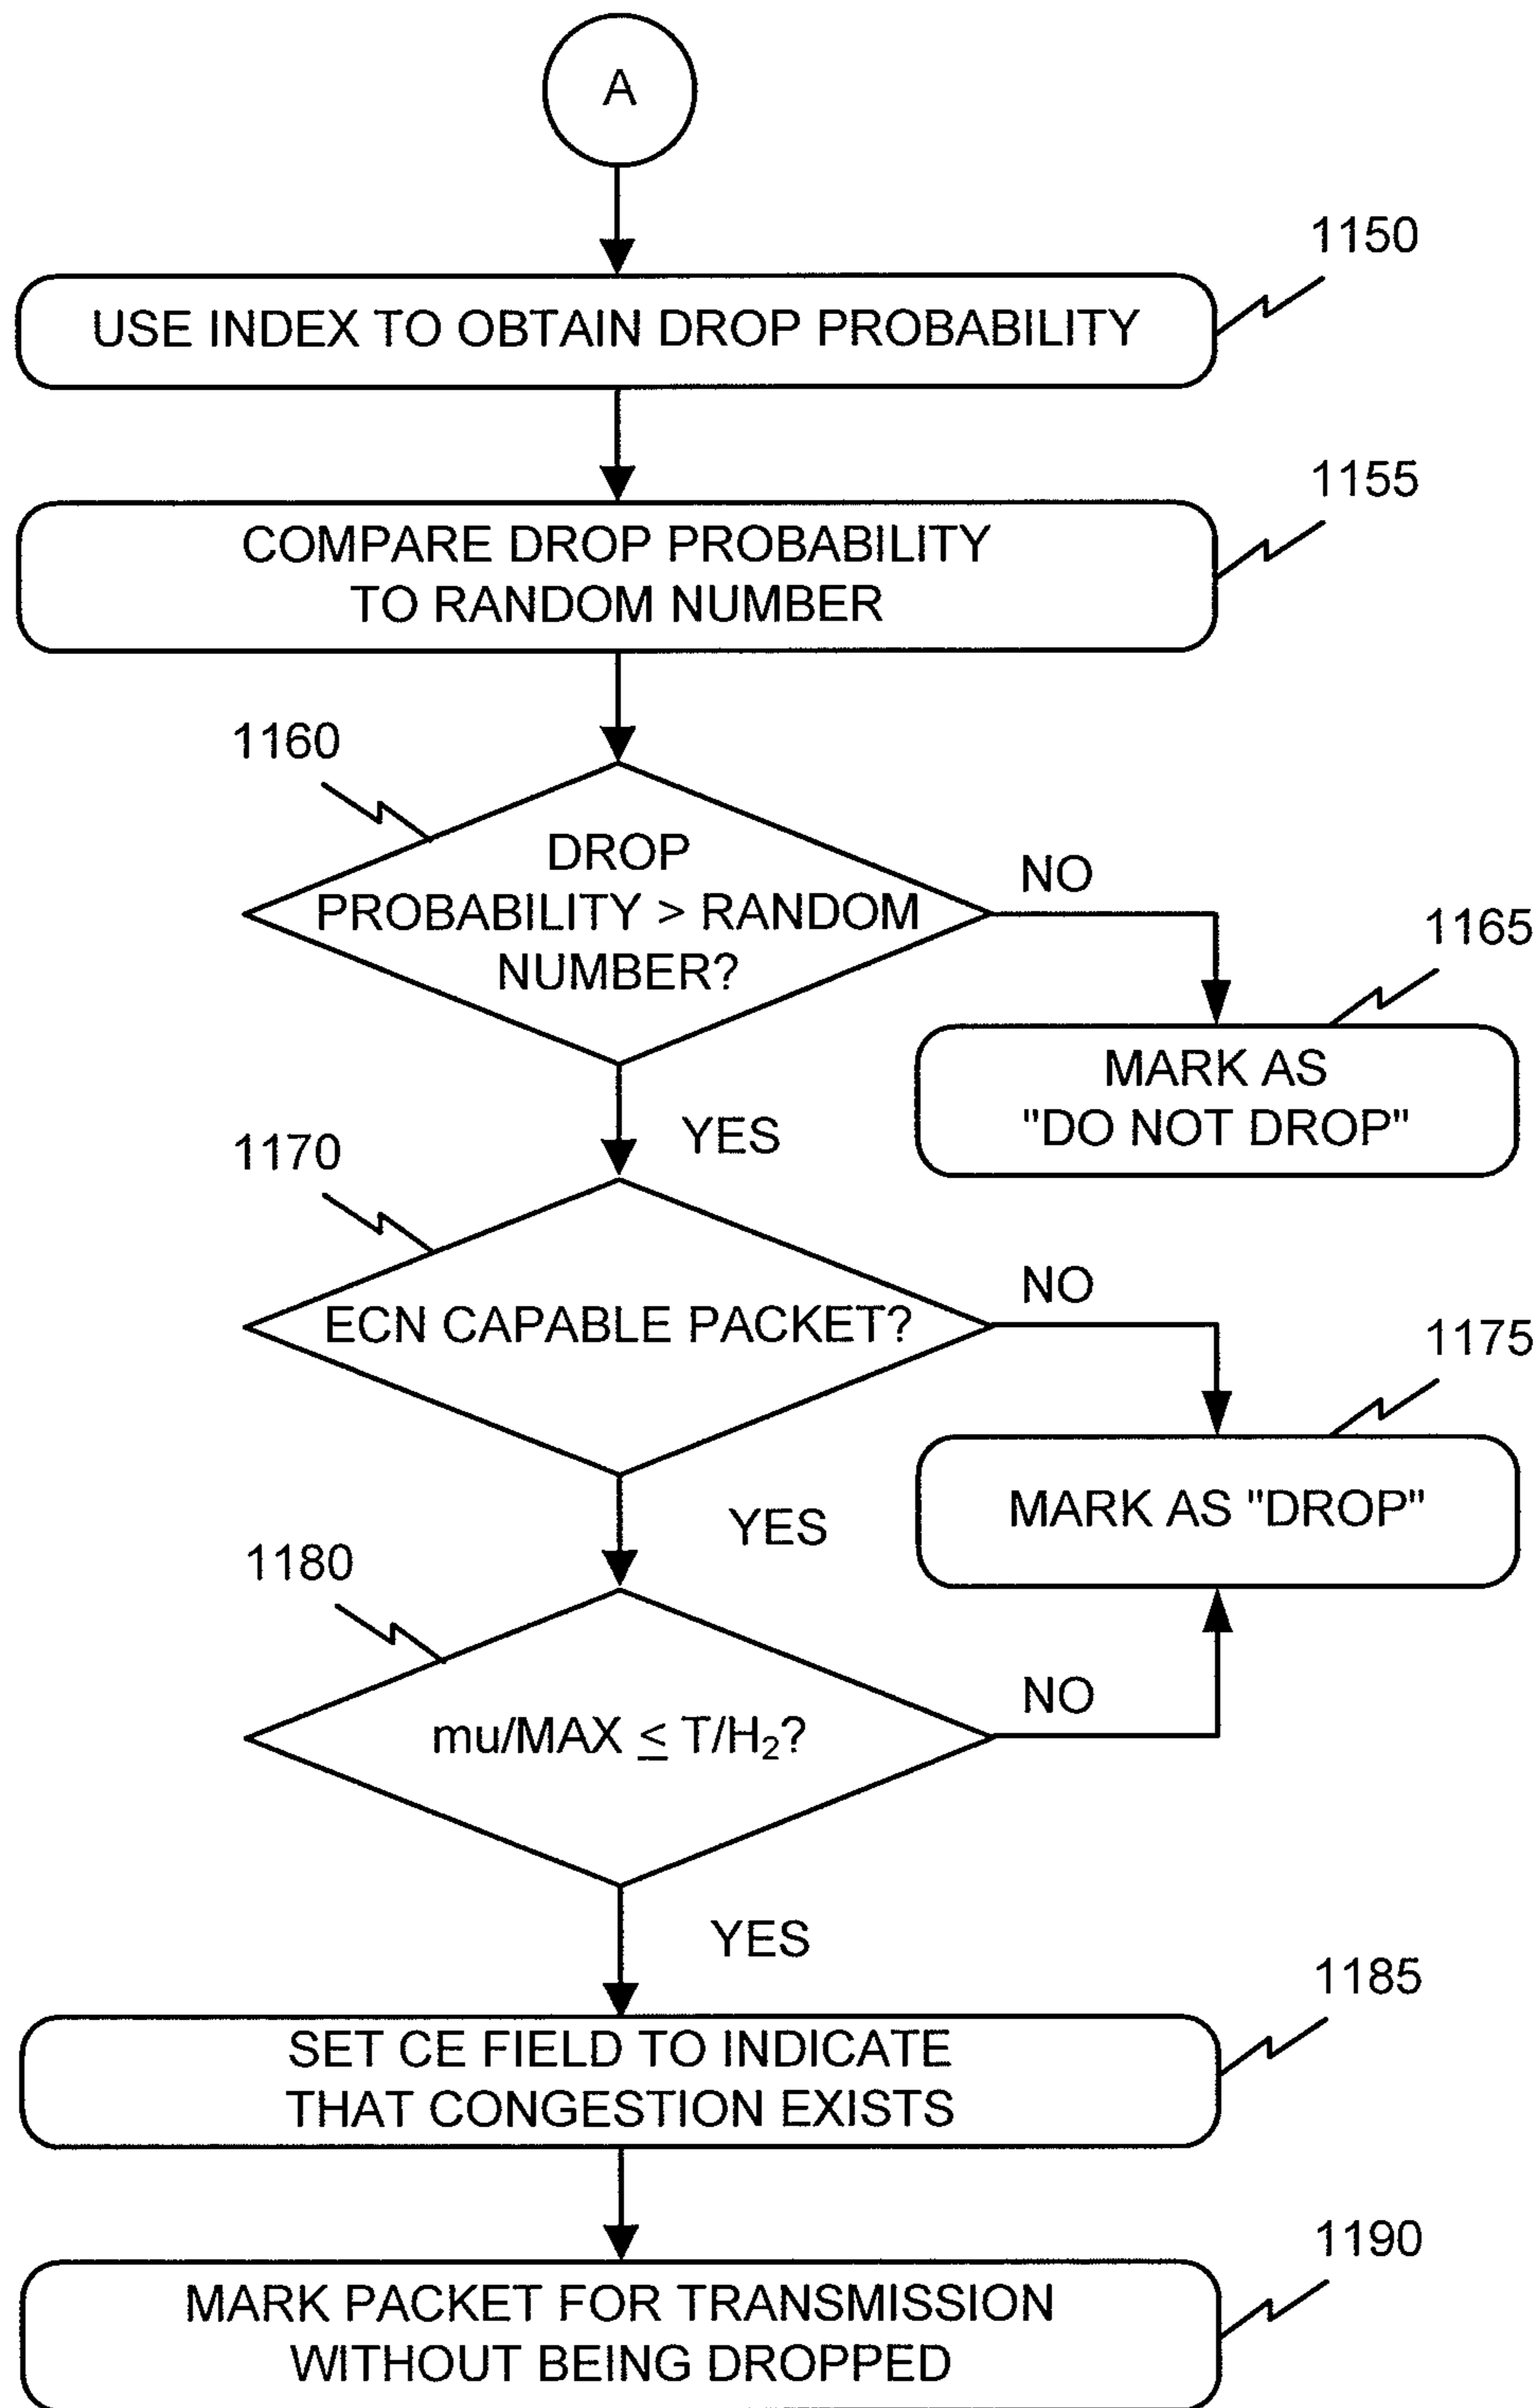 A
1150
USE INDEX TO OBTAIN DROP PROBABILITY
1155
COMPARE DROP PROBABILITY
TO RANDOM NUMBER
1160
DROP
PROBABILITY > RANDOM
NUMBER?
NO
1165
MARK AS
"DO NOT DROP"
YES
1170
ECN CAPABLE PACKET?
NO
1175
MARK AS "DROP"
YES
1180
mu/MAX ≤ T/H₂?
NO
YES
1185
SET CE FIELD TO INDICATE
THAT CONGESTION EXISTS
1190
MARK PACKET FOR TRANSMISSION
WITHOUT BEING DROPPED